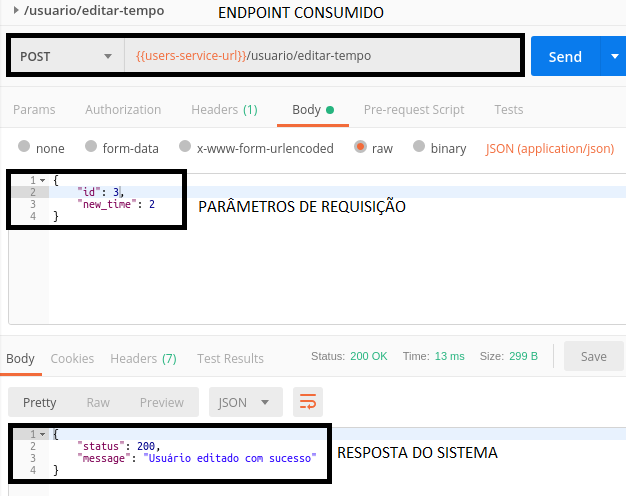 /usuario/editar-tempo
ENDPOINT CONSUMIDO
POST {{users-service-url}}/usuario/editar-tempo Send
Params Authorization Headers (1) Body Pre-request Script Tests
none form-data x-www-form-urlencoded raw binary JSON (application/json)
1 {
2 "id": 3,
3 "new_time": 2
4 }
PARÂMETROS DE REQUISIÇÃO
Body Cookies Headers (7) Test Results Status: 200 OK Time: 13 ms Size: 299 B Save
Pretty Raw Preview JSON
1 {
2 "status": 200,
3 "message": "Usuário editado com sucesso"
4 }
RESPOSTA DO SISTEMA